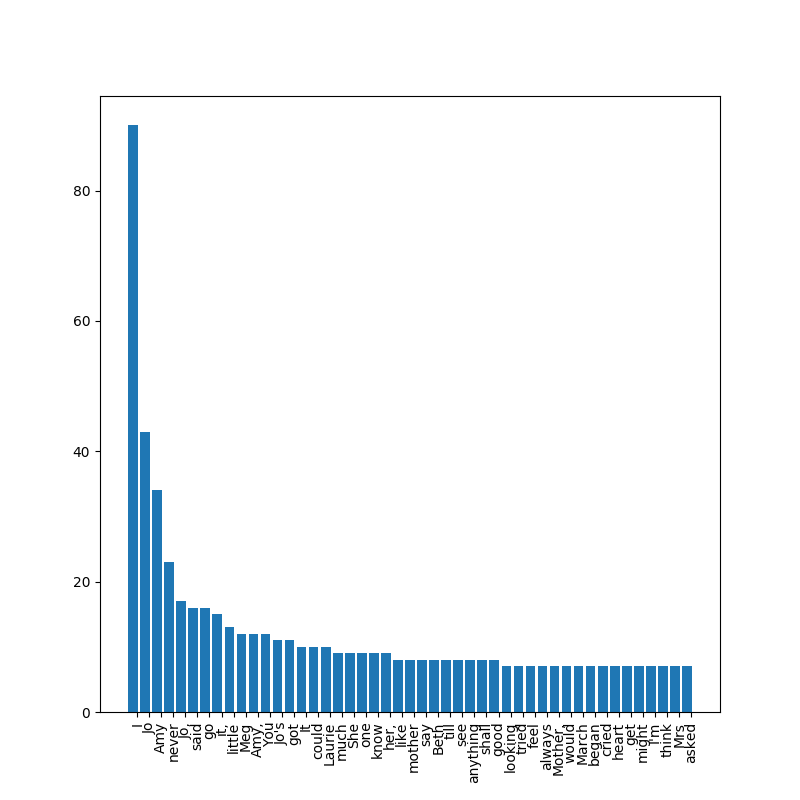 80
60
40
20
0
I
Jo
Amy
never
Jo,
said
go
it,
little
Meg
Amy,
You
Jo's
got
It
could
Laurie
much
She
one
know
her,
like
mother
say
Beth
till
see
anything
shall
good
looking
tried
feel
always
Mother,
would
March
began
cried
heart
get
might
I'm
think
Mrs
asked